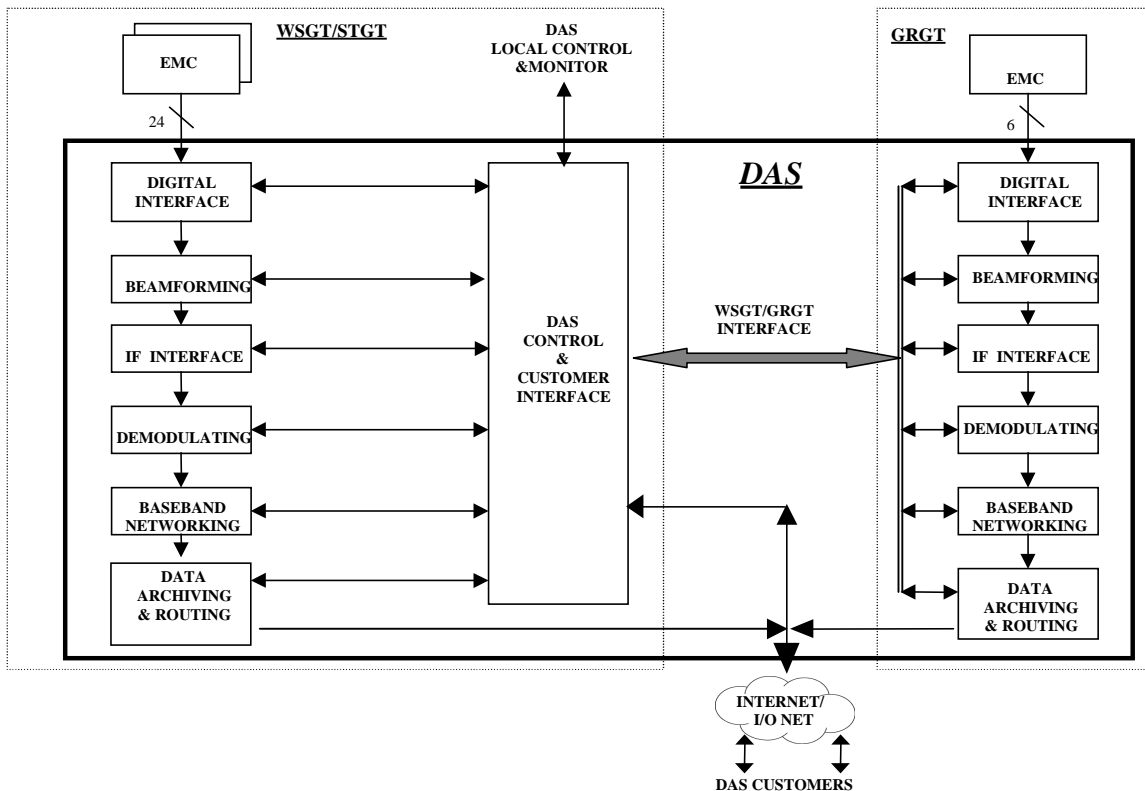 WSGT/STGT
EMC
24
DAS
LOCAL CONTROL
&MONITOR
GRGT
EMC
6
DAS
DIGITAL
INTERFACE
BEAMFORMING
IF INTERFACE
DEMODULATING
BASEBAND
NETWORKING
DATA
ARCHIVING
& ROUTING
DAS
CONTROL
&
CUSTOMER
INTERFACE
WSGT/GRGT
INTERFACE
DIGITAL
INTERFACE
BEAMFORMING
IF INTERFACE
DEMODULATING
BASEBAND
NETWORKING
DATA
ARCHIVING
& ROUTING
INTERNET/
I/O NET
DAS CUSTOMERS